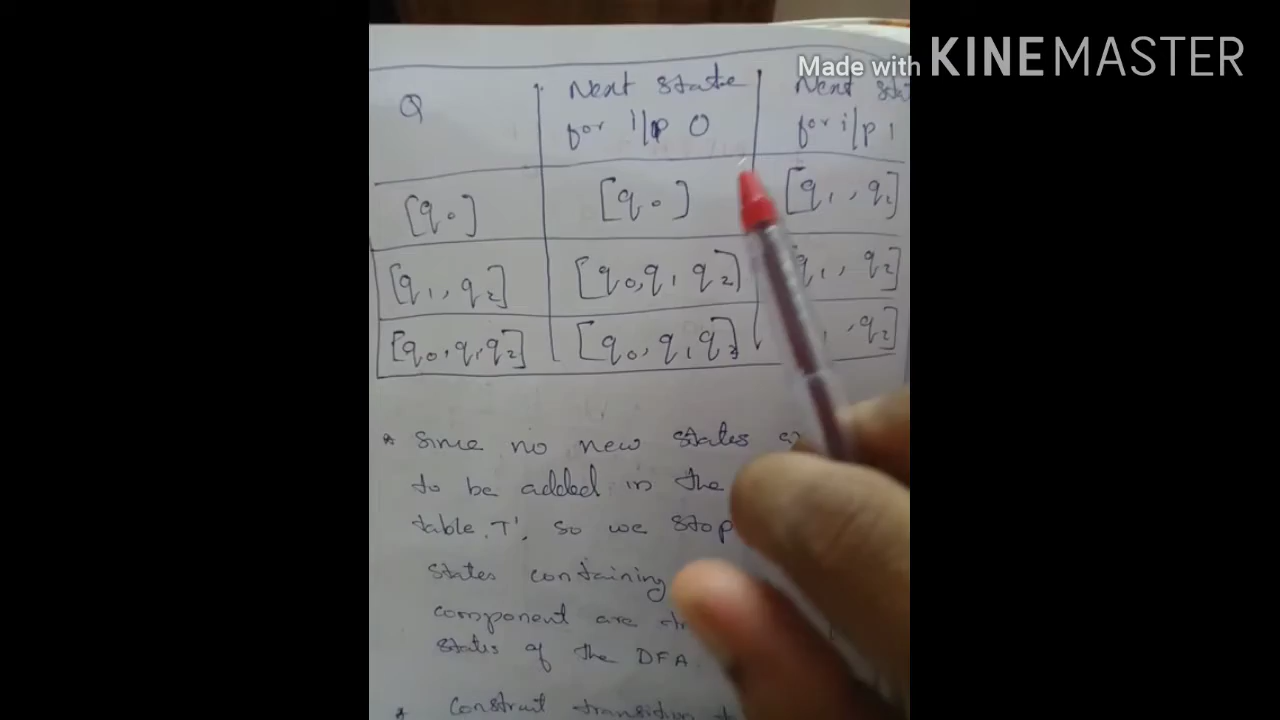 Made with KINEMASTER
Q
Next state
for i/p 0
Next
for i/p 1
[q0]
[q0]
[q1, q2]
[q1, q2]
[q0, q1 q2]
q1, q2]
[q0, q1, q2]
[q0, q1 q2]
, q2]
* Since no new states
to be added in the
table T', so we stop
states containing
component are
states of the DFA.
* Construct transition